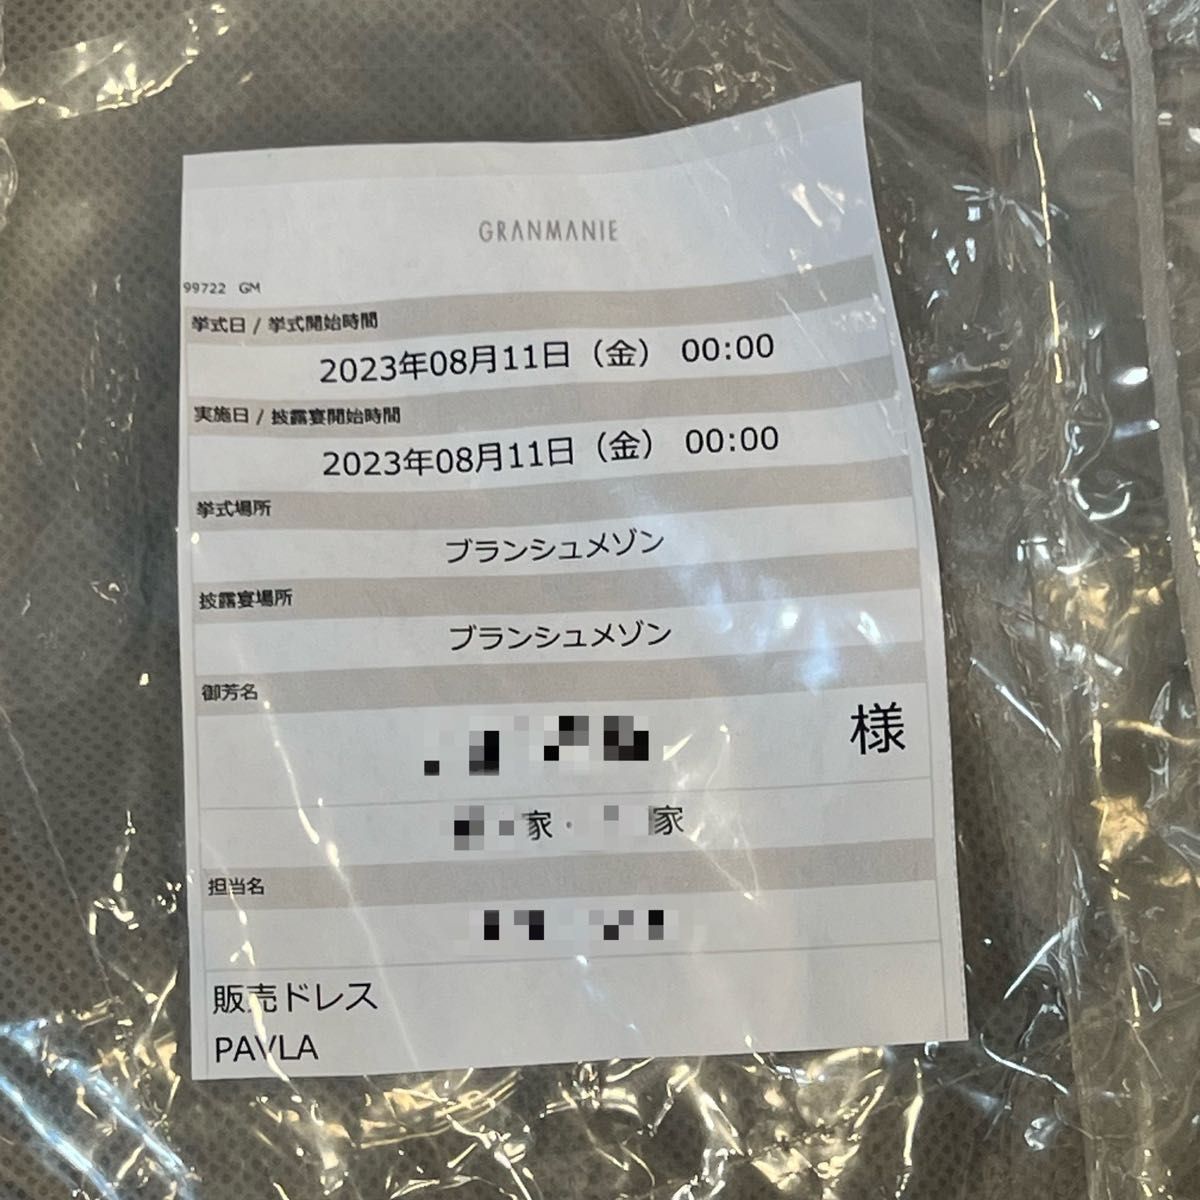 GRANMANIE
99722 GM
挙式日 / 挙式開始時間
2023年08月11日（金） 00:00
実施日 / 披露宴開始時間
2023年08月11日（金） 00:00
挙式場所
ブランシュメゾン
披露宴場所
ブランシュメゾン
御芳名
様
家・家
担当名
販売ドレス
PAVLA